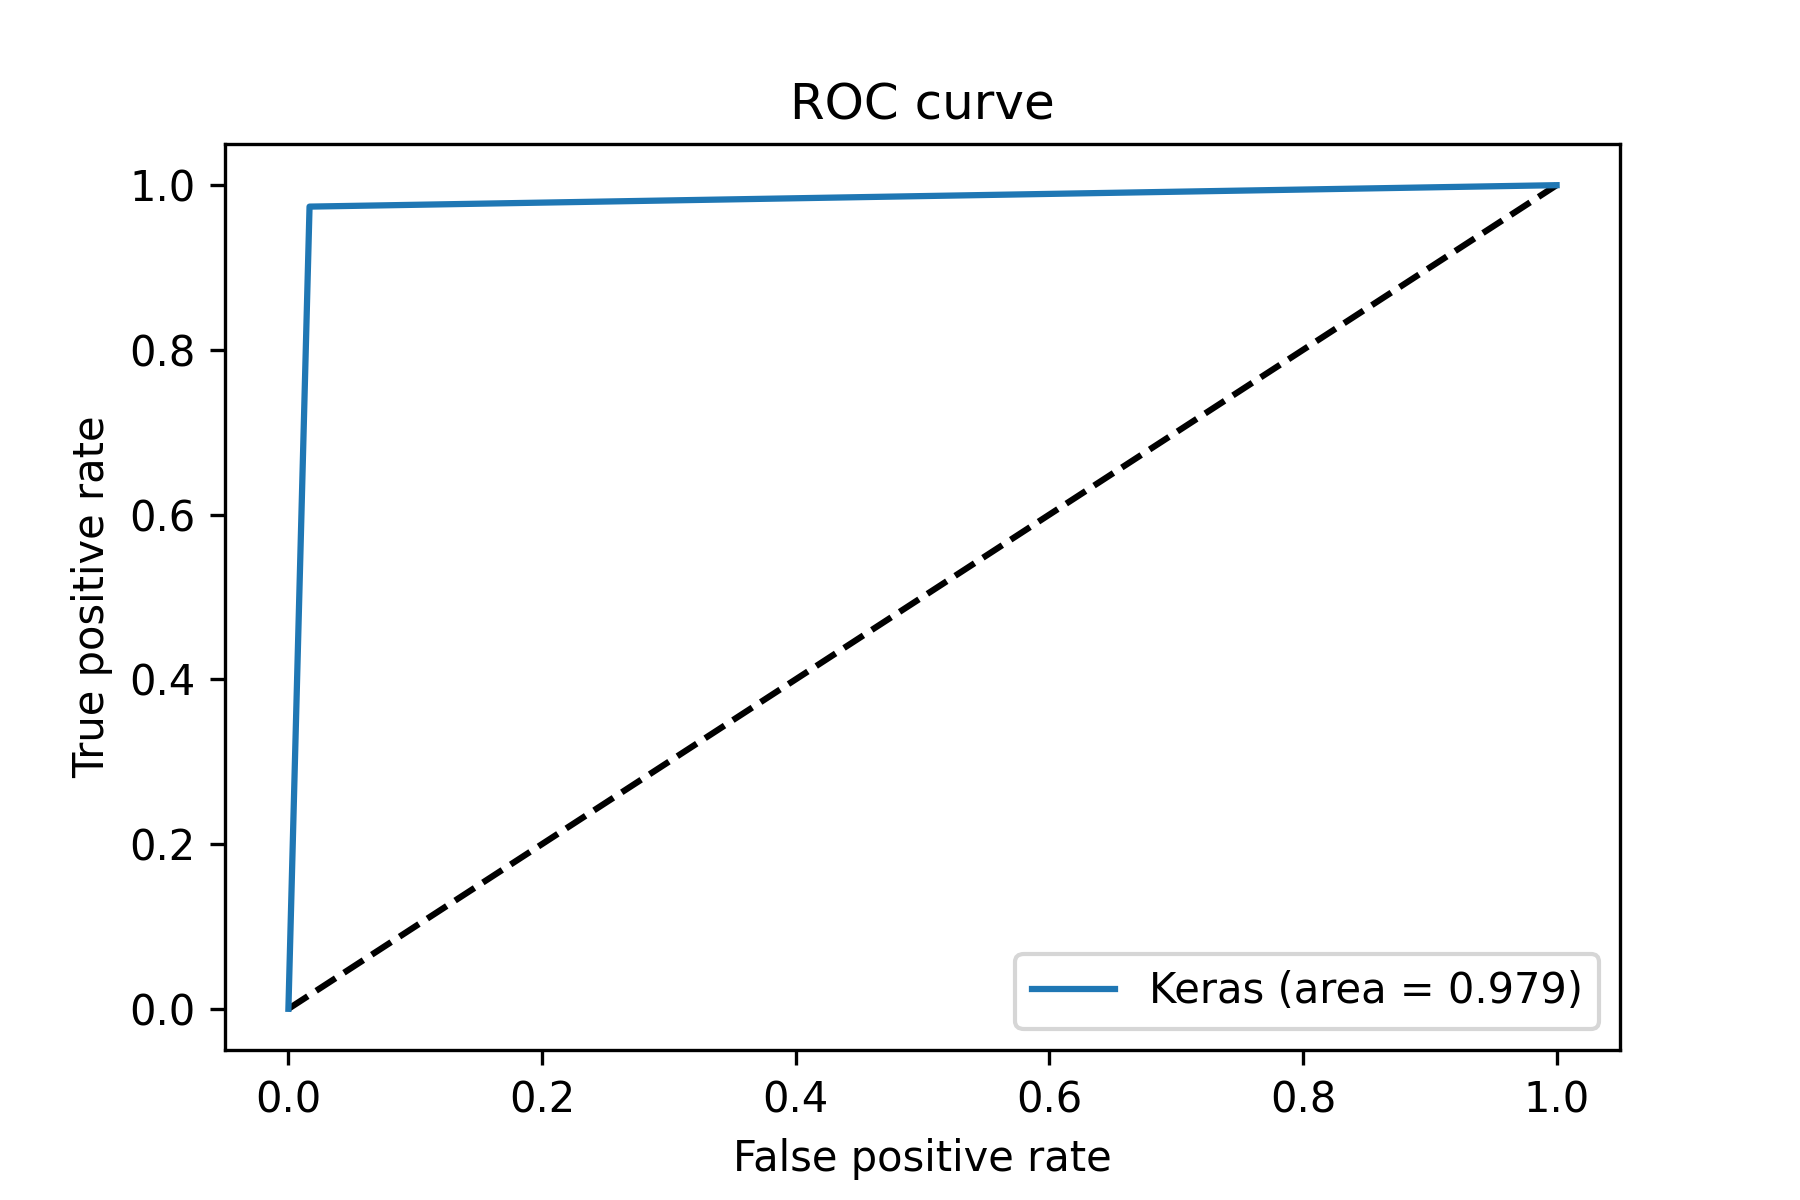 ROC curve
1.0
0.8
0.6
0.4
0.2
0.0
True positive rate
Keras (area = 0.979)
0.0 0.2 0.4 0.6 0.8 1.0
False positive rate